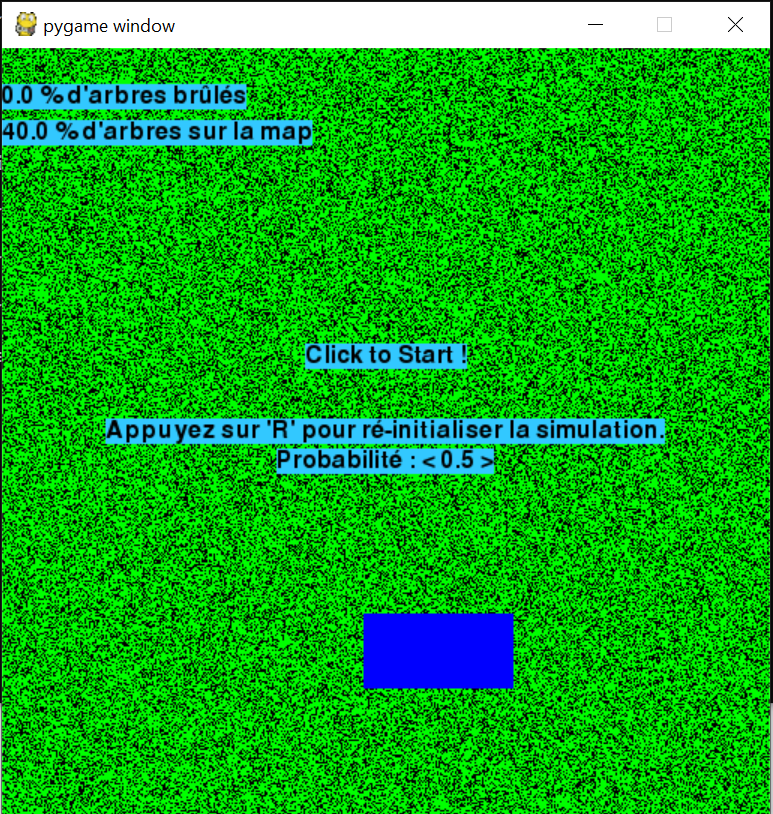 pygame window
0.0 % d'arbres brûlés
40.0 % d'arbres sur la map
Click to Start !
Appuyez sur 'R' pour ré-initialiser la simulation.
Probabilité : < 0.5 >